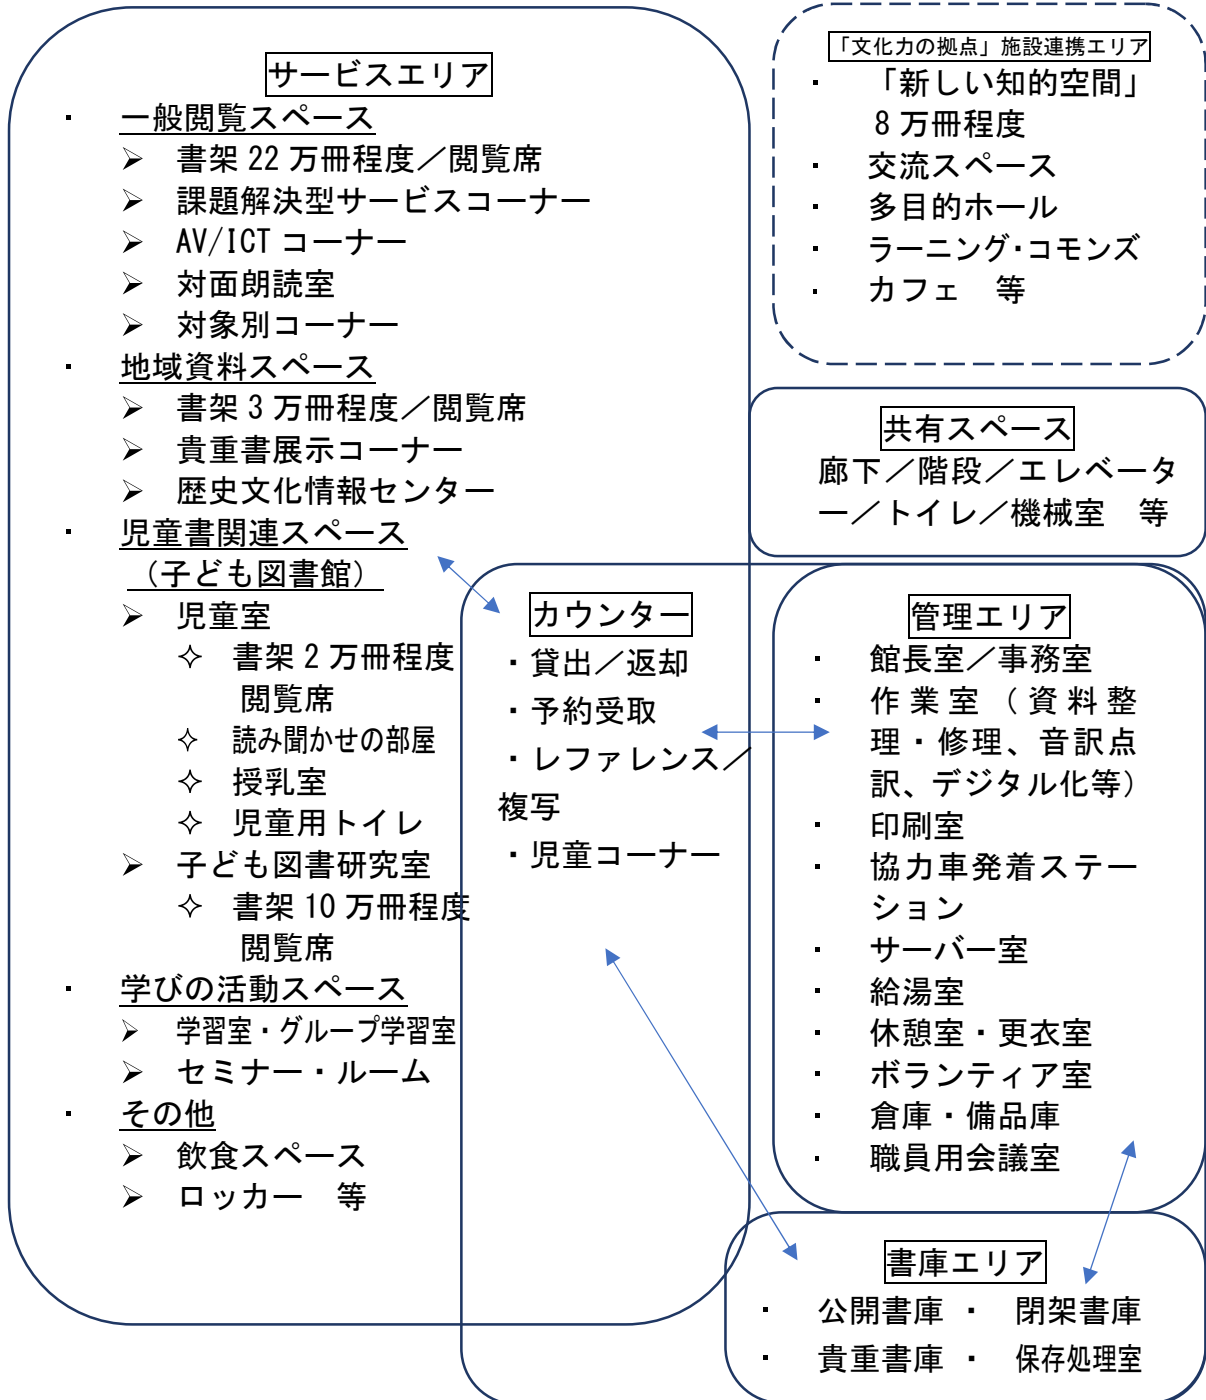 サービスエリア
・ 一般閲覧スペース
➢ 書架 22 万冊程度／閲覧席
➢ 課題解決型サービスコーナー
➢ AV/ICT コーナー
➢ 対面朗読室
➢ 対象別コーナー
・ 地域資料スペース
➢ 書架 3 万冊程度／閲覧席
➢ 貴重書展示コーナー
➢ 歴史文化情報センター
・ 児童書関連スペース
（子ども図書館）
➢ 児童室
✧ 書架 2 万冊程度
閲覧席
✧ 読み聞かせの部屋
✧ 授乳室
✧ 児童用トイレ
➢ 子ども図書研究室
✧ 書架 10 万冊程度
閲覧席
・ 学びの活動スペース
➢ 学習室・グループ学習室
➢ セミナー・ルーム
・ その他
➢ 飲食スペース
➢ ロッカー　等
「文化力の拠点」施設連携エリア
・ 「新しい知的空間」
8 万冊程度
・ 交流スペース
・ 多目的ホール
・ ラーニング・コモンズ
・ カフェ　等
共有スペース
廊下／階段／エレベータ
ー／トイレ／機械室　等
カウンター
・貸出／返却
・予約受取
・レファレンス／
複写
・児童コーナー
管理エリア
・ 館長室／事務室
・ 作業室（資料整
理・修理、音訳点
訳、デジタル化等）
・ 印刷室
・ 協力車発着ステー
ション
・ サーバー室
・ 給湯室
・ 休憩室・更衣室
・ ボランティア室
・ 倉庫・備品庫
・ 職員用会議室
書庫エリア
・ 公開書庫 ・ 閉架書庫
・ 貴重書庫 ・ 保存処理室